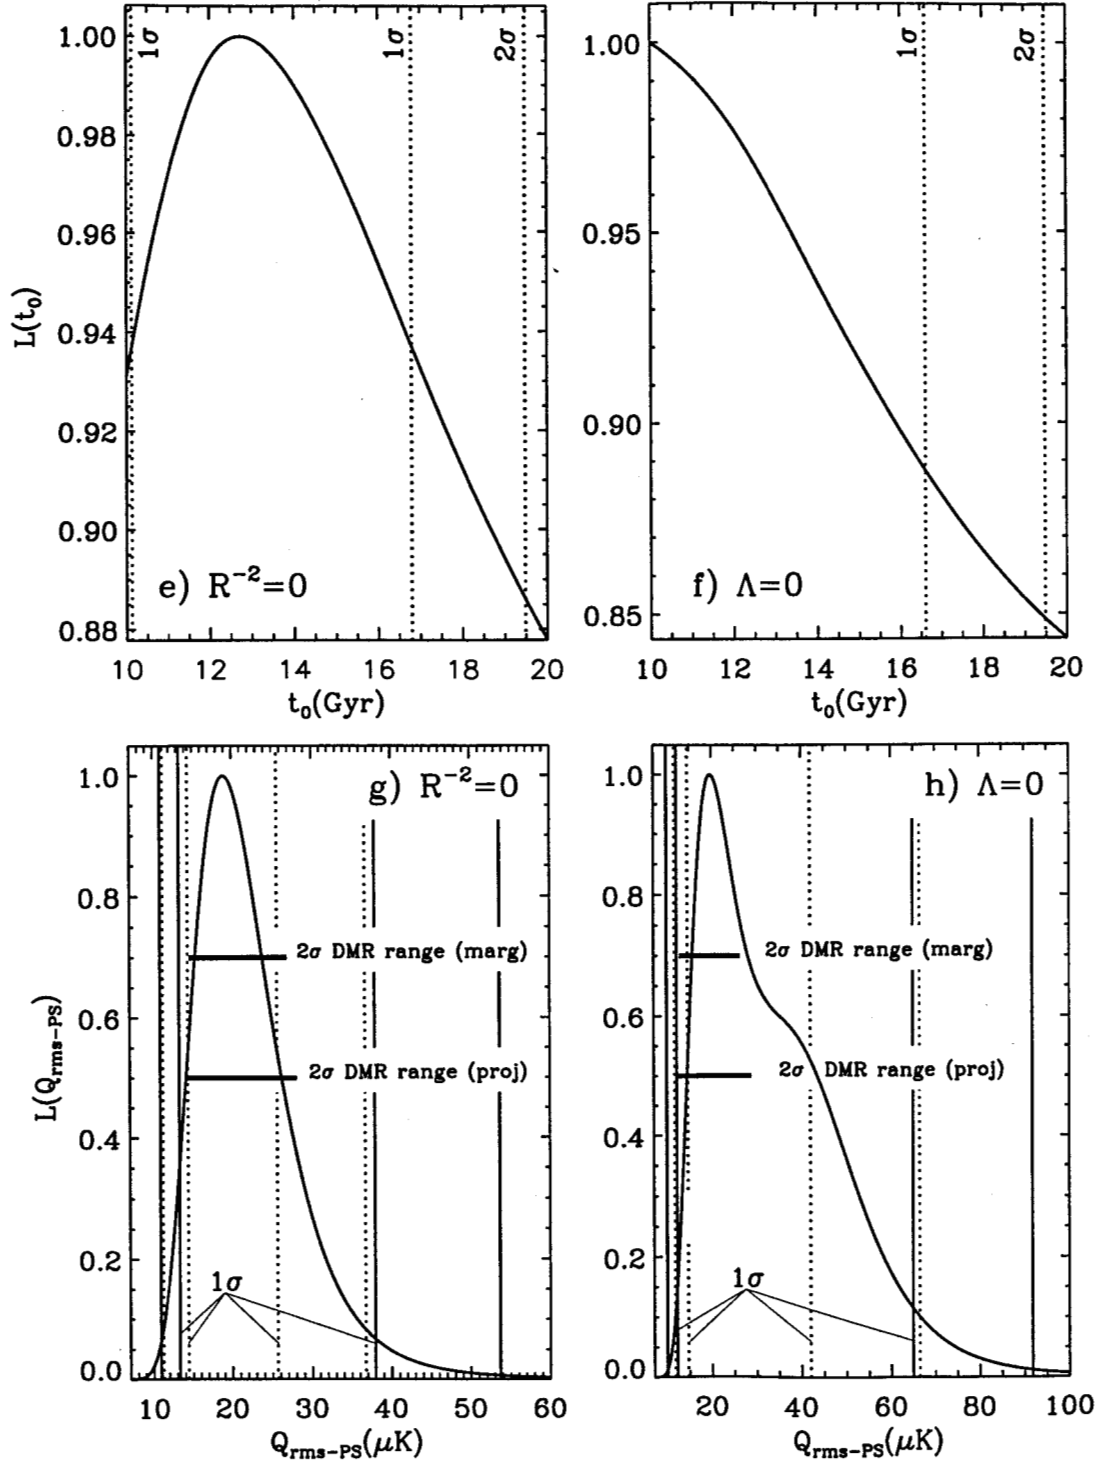 1σ
1σ
2σ
1.00
0.98
0.96
0.94
0.92
0.90
0.88
L(t₀)
e) R⁻²=0
10 12 14 16 18 20
t₀(Gyr)
1σ
2σ
1.00
0.95
0.90
0.85
f) Λ=0
10 12 14 16 18 20
t₀(Gyr)
g) R⁻²=0
1.0
0.8
0.6
0.4
0.2
0.0
L(Qrms-PS)
2σ DMR range (marg)
2σ DMR range (proj)
1σ
10 20 30 40 50 60
Qrms-PS(μK)
h) Λ=0
1.0
0.8
0.6
0.4
0.2
0.0
2σ DMR range (marg)
2σ DMR range (proj)
1σ
20 40 60 80 100
Qrms-PS(μK)